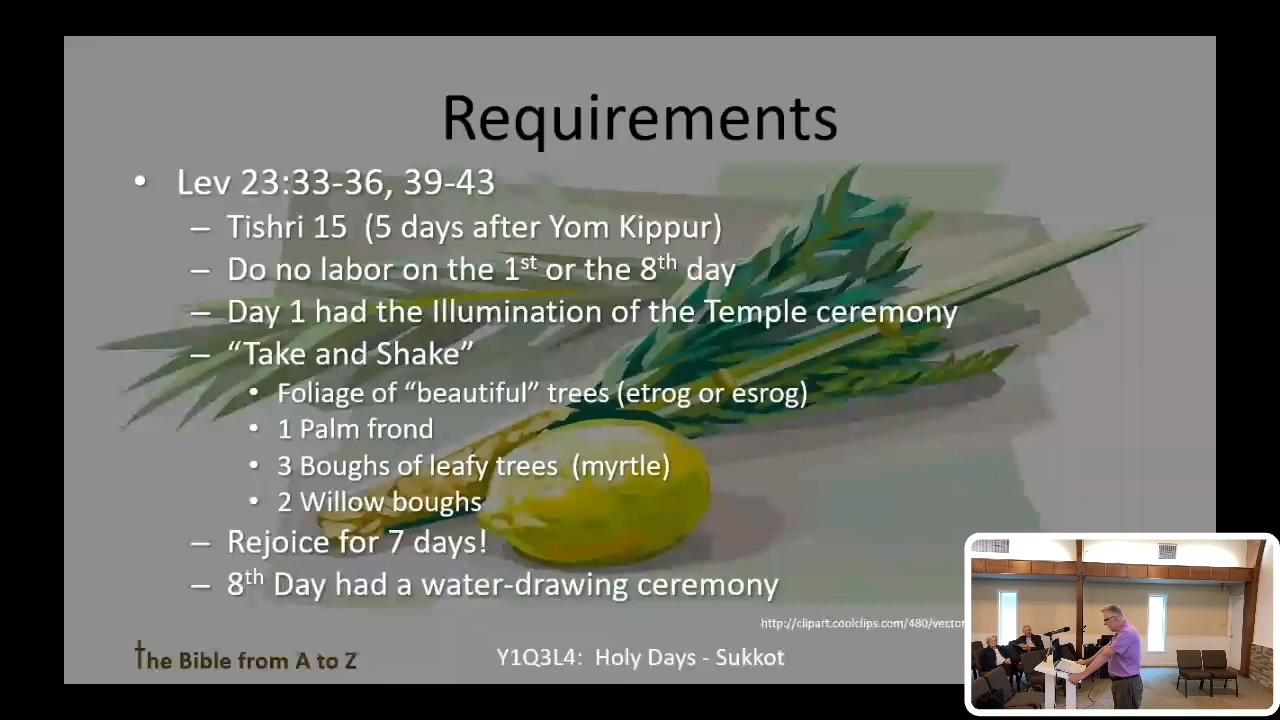 Requirements
• Lev 23:33-36, 39-43
– Tishri 15 (5 days after Yom Kippur)
– Do no labor on the 1st or the 8th day
– Day 1 had the Illumination of the Temple ceremony
– “Take and Shake”
• Foliage of “beautiful” trees (etrog or esrog)
• 1 Palm frond
• 3 Boughs of leafy trees (myrtle)
• 2 Willow boughs
– Rejoice for 7 days!
– 8th Day had a water-drawing ceremony
http://clipart.coolclips.com/480/vector
The Bible from A to Z
Y1Q3L4: Holy Days - Sukkot